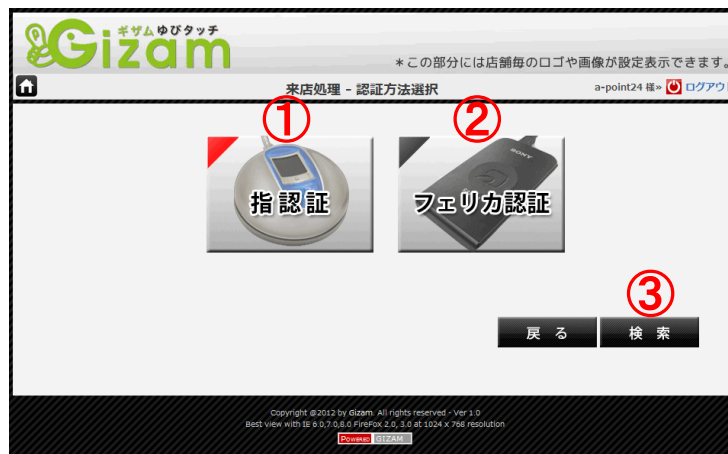 ギザムゆびタッチ
Gizam
*この部分には店舗毎のロゴや画像が設定表示できます。
来店処理 - 認証方法選択
a-point24 様» ログアウト
① ②
SONY
指認証 フェリカ認証
③
戻 る 検 索
Copyright @2012 by Gizam. All rights reserved - Ver 1.0
Best view with IE 6.0,7.0,8.0 FireFox 2.0, 3.0 at 1024 x 768 resolution
POWERED GIZAM